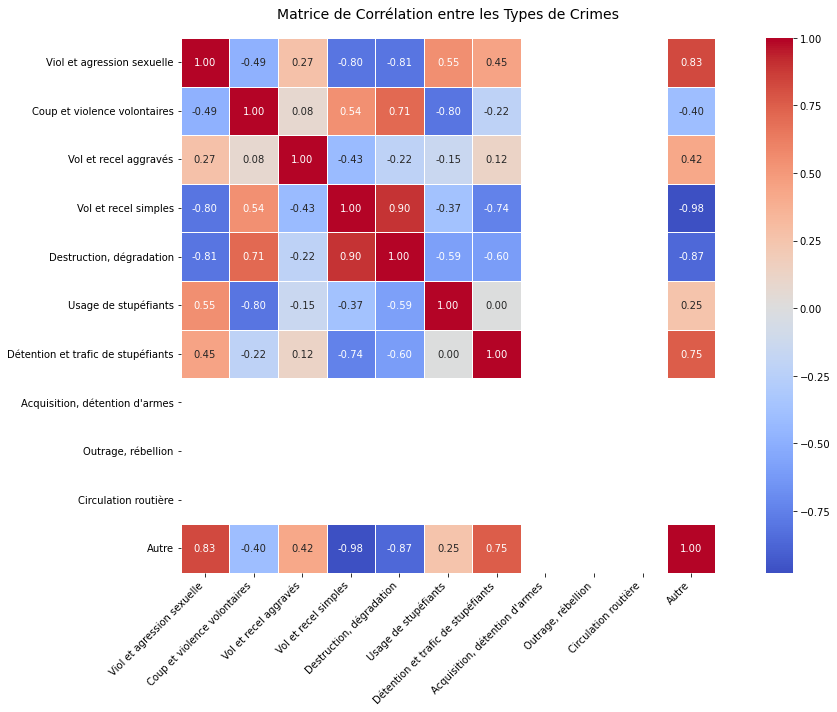 Matrice de Corrélation entre les Types de Crimes
Viol et agression sexuelle 1.00 -0.49 0.27 -0.80 -0.81 0.55 0.45 0.83
Coup et violence volontaires -0.49 1.00 0.08 0.54 0.71 -0.80 -0.22 -0.40
Vol et recel aggravés 0.27 0.08 1.00 -0.43 -0.22 -0.15 0.12 0.42
Vol et recel simples -0.80 0.54 -0.43 1.00 0.90 -0.37 -0.74 -0.98
Destruction, dégradation -0.81 0.71 -0.22 0.90 1.00 -0.59 -0.60 -0.87
Usage de stupéfiants 0.55 -0.80 -0.15 -0.37 -0.59 1.00 0.00 0.25
Détention et trafic de stupéfiants 0.45 -0.22 0.12 -0.74 -0.60 0.00 1.00 0.75
Acquisition, détention d'armes
Outrage, rébellion
Circulation routière
Autre 0.83 -0.40 0.42 -0.98 -0.87 0.25 0.75 1.00
Viol et agression sexuelle
Coup et violence volontaires
Vol et recel aggravés
Vol et recel simples
Destruction, dégradation
Usage de stupéfiants
Détention et trafic de stupéfiants
Acquisition, détention d'armes
Outrage, rébellion
Circulation routière
Autre
1.00
0.75
0.50
0.25
0.00
−0.25
−0.50
−0.75